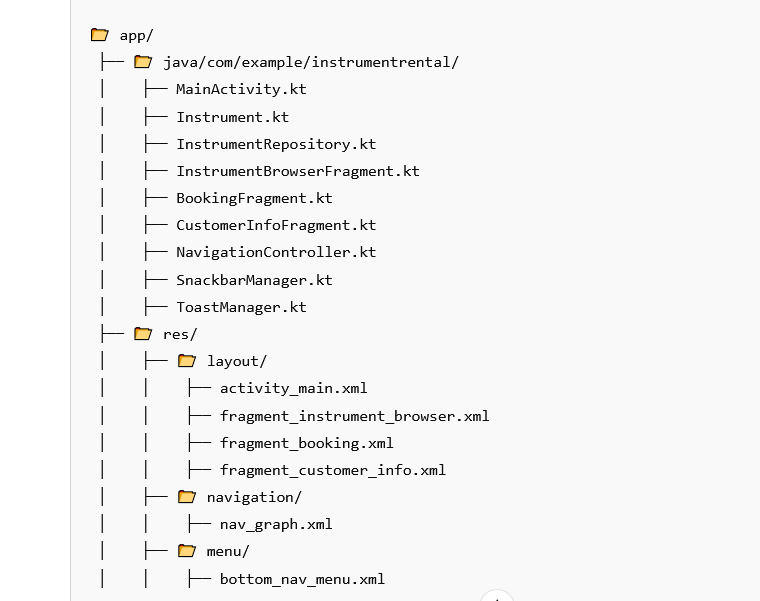 app/
├── java/com/example/instrumentrental/
│   ├── MainActivity.kt
│   ├── Instrument.kt
│   ├── InstrumentRepository.kt
│   ├── InstrumentBrowserFragment.kt
│   ├── BookingFragment.kt
│   ├── CustomerInfoFragment.kt
│   ├── NavigationController.kt
│   ├── SnackbarManager.kt
│   ├── ToastManager.kt
├── res/
│   ├── layout/
│   │   ├── activity_main.xml
│   │   ├── fragment_instrument_browser.xml
│   │   ├── fragment_booking.xml
│   │   ├── fragment_customer_info.xml
│   ├── navigation/
│   │   ├── nav_graph.xml
│   ├── menu/
│   │   ├── bottom_nav_menu.xml